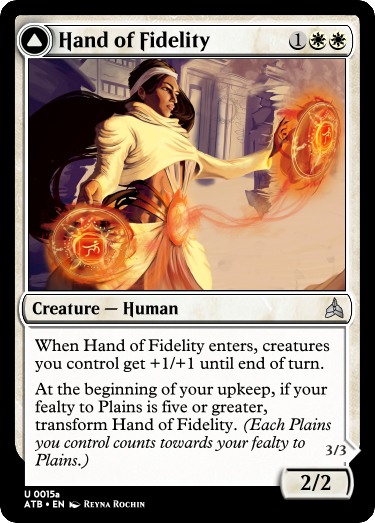 Hand of Fidelity 1
Creature — Human
When Hand of Fidelity enters, creatures
you control get +1/+1 until end of turn.
At the beginning of your upkeep, if your
fealty to Plains is five or greater,
transform Hand of Fidelity. (Each Plains
you control counts towards your fealty to
Plains.)
3/3
2/2
U 0015a
ATB • EN Reyna Rochin